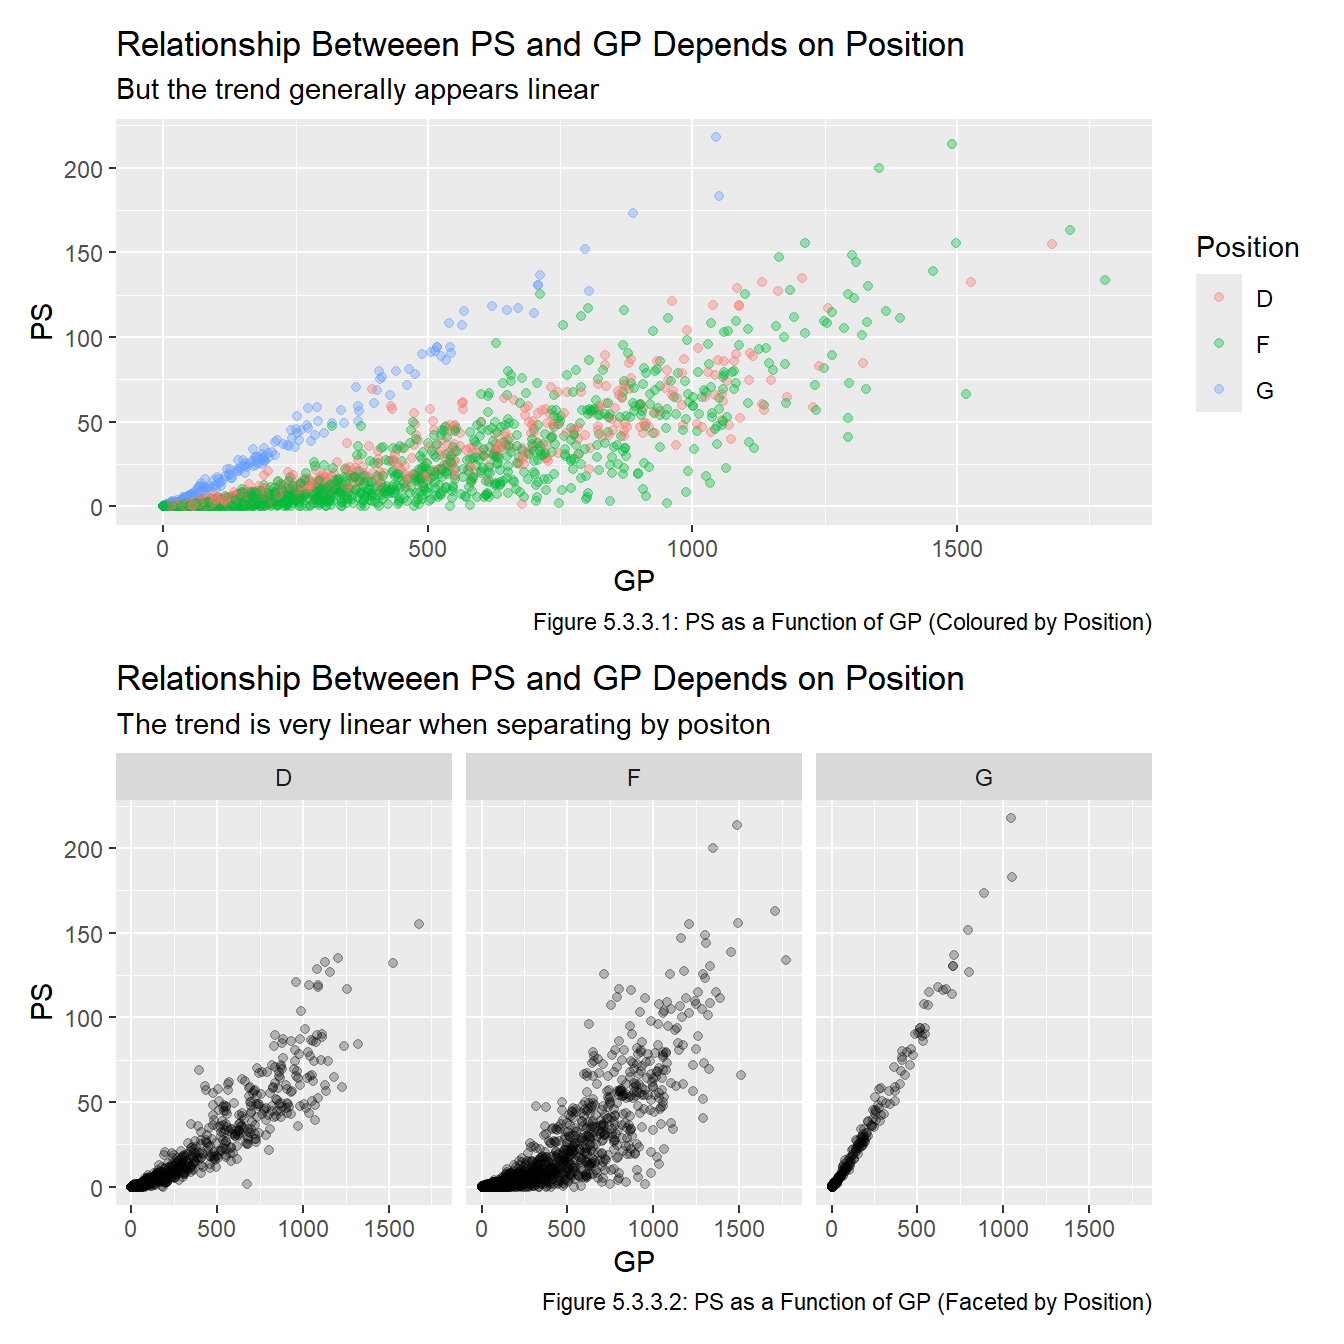 Relationship Betweeen PS and GP Depends on Position
But the trend generally appears linear
200
150
100
50
0
PS
0 500 1000 1500
GP
Position
D
F
G
Figure 5.3.3.1: PS as a Function of GP (Coloured by Position)
Relationship Betweeen PS and GP Depends on Position
The trend is very linear when separating by positon
D F G
200
150
100
50
0
PS
0 500 1000 1500 0 500 1000 1500 0 500 1000 1500
GP
Figure 5.3.3.2: PS as a Function of GP (Faceted by Position)